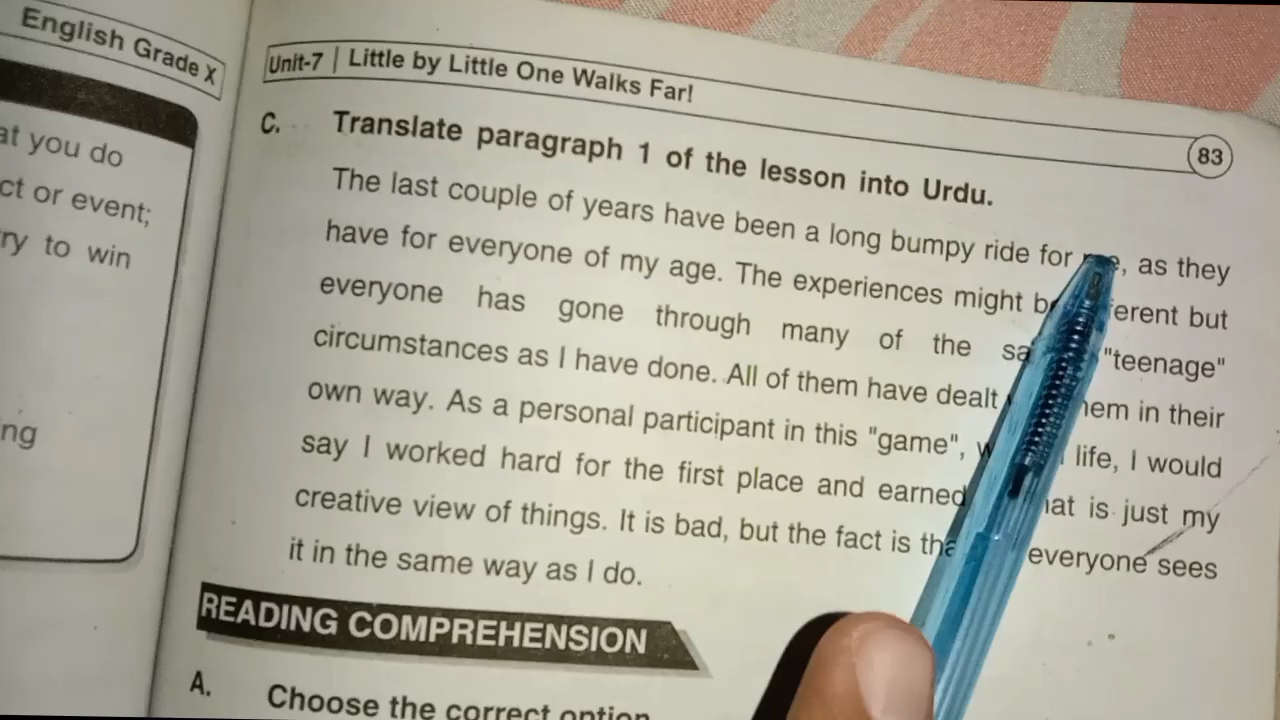 English Grade X
at you do
ct or event;
ry to win
ng
Unit-7 | Little by Little One Walks Far!
83
C. Translate paragraph 1 of the lesson into Urdu.
The last couple of years have been a long bumpy ride for me, as they
have for everyone of my age. The experiences might be different but
everyone has gone through many of the "teenage"
circumstances as I have done. All of them have dealt them in their
own way. As a personal participant in this "game", life, I would
say I worked hard for the first place and earned that is just my
creative view of things. It is bad, but the fact is that everyone sees
it in the same way as I do.
READING COMPREHENSION
A. Choose the correct option